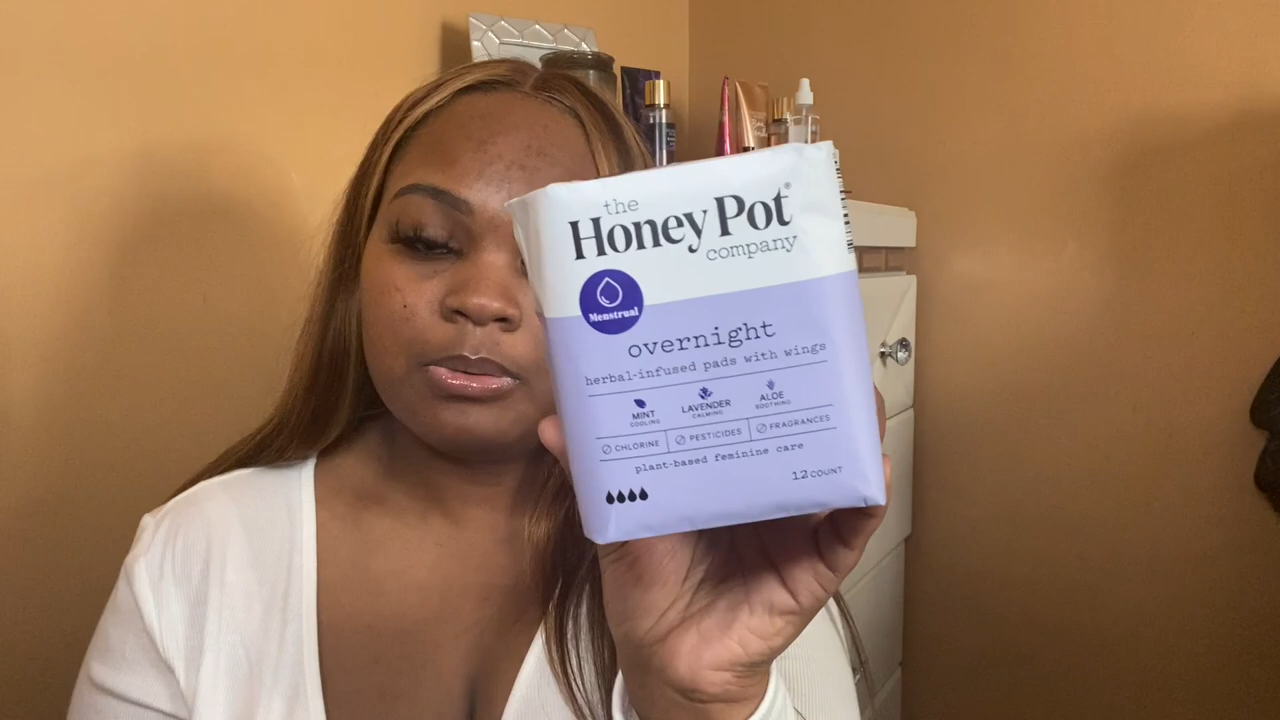 the
Honey Pot®
company
Menstrual
overnight
herbal-infused pads with wings
MINT
COOLING
LAVENDER
CALMING
ALOE
SOOTHING
CHLORINE
PESTICIDES
FRAGRANCES
plant-based feminine care
12 COUNT